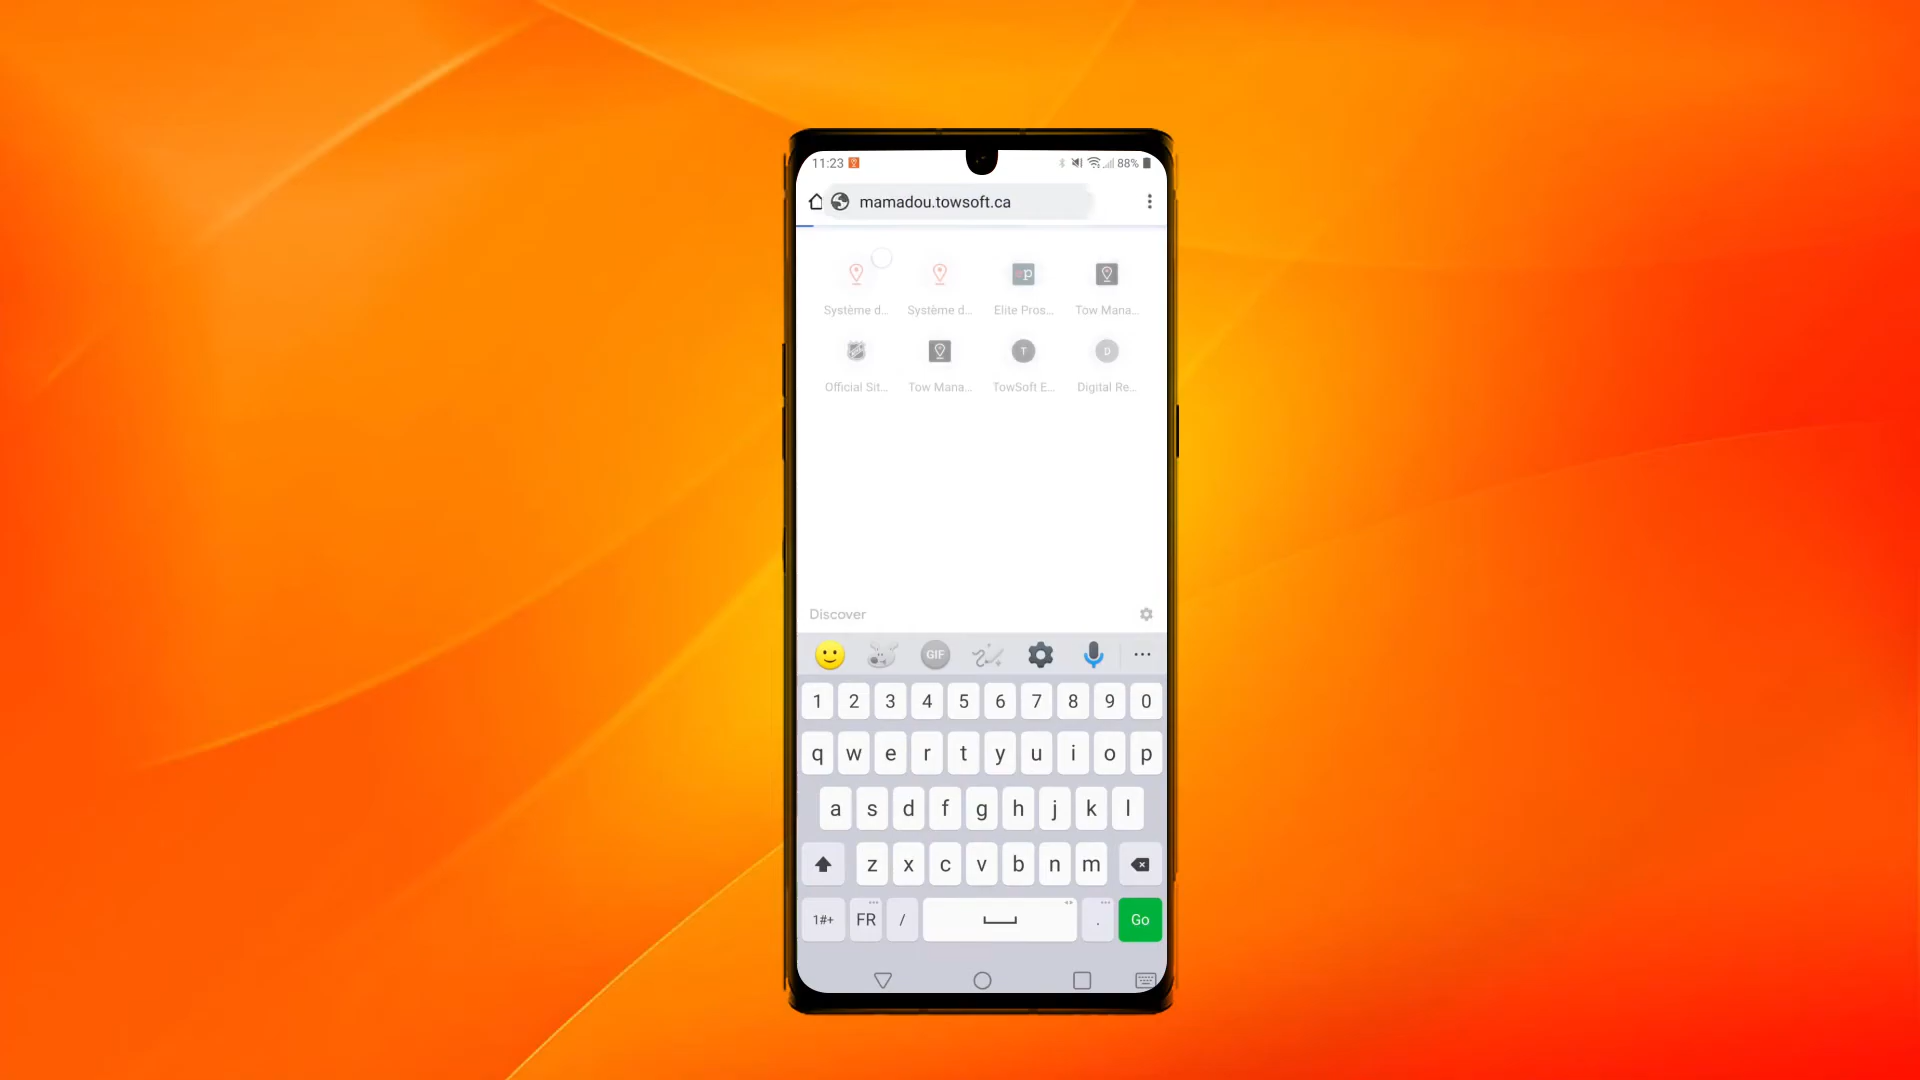 11:23 88%
mamadou.towsoft.ca
Système d... Système d... Elite Pros... Tow Mana...
Official Sit... Tow Mana... TowSoft E... Digital Re...
Discover
GIF
1 2 3 4 5 6 7 8 9 0
q w e r t y u i o p
a s d f g h j k l
z x c v b n m
1#+ FR / . Go